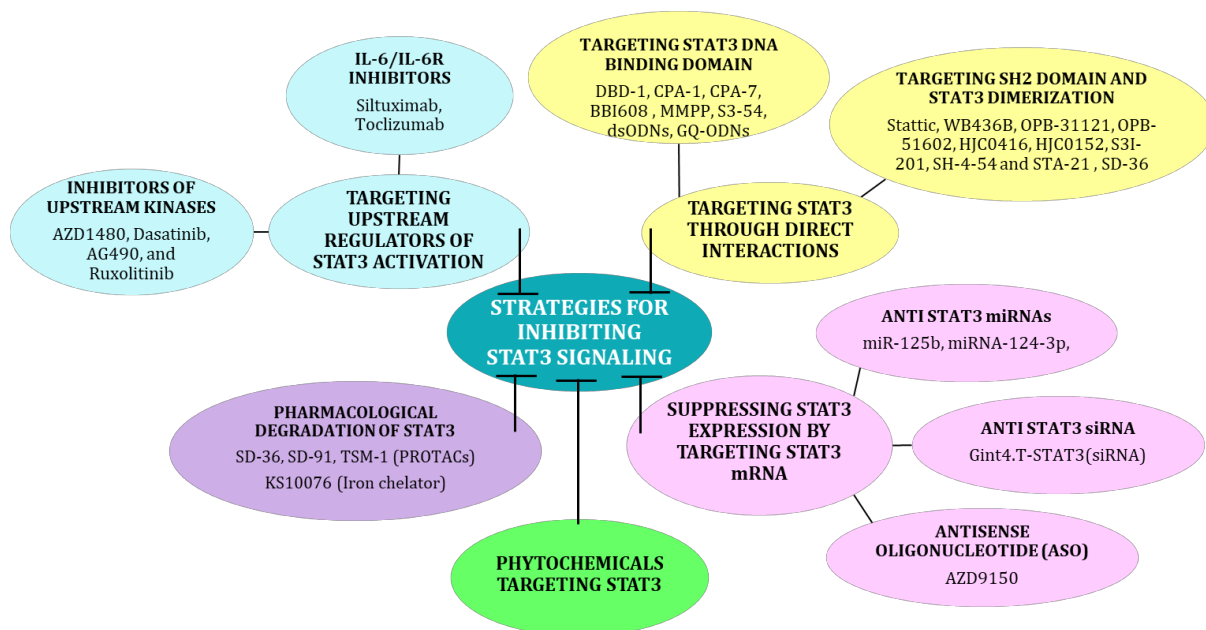 IL-6/IL-6R
INHIBITORS
Siltuximab,
Toclizumab
TARGETING STAT3 DNA
BINDING DOMAIN
DBD-1, CPA-1, CPA-7,
BBI608 , MMPP, S3-54,
dsODNs, GQ-ODNs
TARGETING SH2 DOMAIN AND
STAT3 DIMERIZATION
Stattic, WB436B, OPB-31121, OPB-
51602, HJC0416, HJC0152, S3I-
201, SH-4-54 and STA-21 , SD-36
INHIBITORS OF
UPSTREAM KINASES
AZD1480, Dasatinib,
AG490, and
Ruxolitinib
TARGETING
UPSTREAM
REGULATORS OF
STAT3 ACTIVATION
TARGETING STAT3
THROUGH DIRECT
INTERACTIONS
STRATEGIES FOR
INHIBITING
STAT3 SIGNALING
ANTI STAT3 miRNAs
miR-125b, miRNA-124-3p,
PHARMACOLOGICAL
DEGRADATION OF STAT3
SD-36, SD-91, TSM-1 (PROTACs)
KS10076 (Iron chelator)
SUPPRESSING STAT3
EXPRESSION BY
TARGETING STAT3
mRNA
ANTI STAT3 siRNA
Gint4.T-STAT3(siRNA)
PHYTOCHEMICALS
TARGETING STAT3
ANTISENSE
OLIGONUCLEOTIDE (ASO)
AZD9150